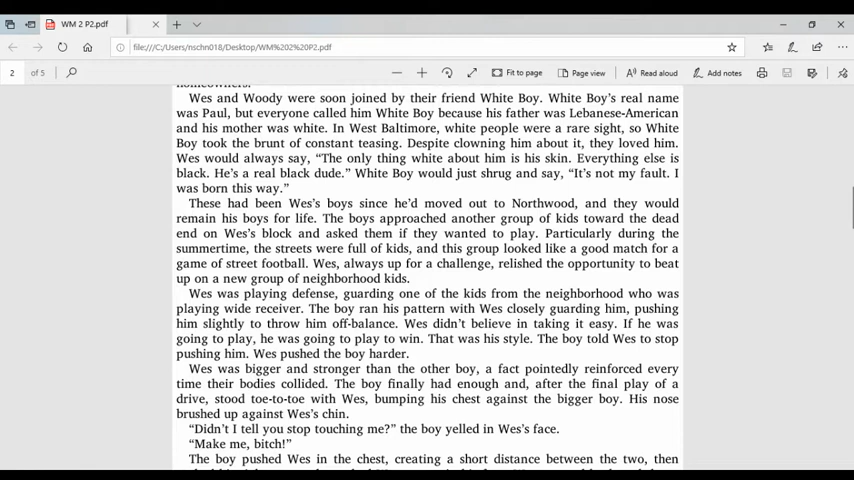 WM 2 P2.pdf
file:///C:/Users/nschn018/Desktop/WM%202%20P2.pdf
2 of 5 Fit to page Page view Read aloud Add notes
homeowners.
Wes and Woody were soon joined by their friend White Boy. White Boy’s real name
was Paul, but everyone called him White Boy because his father was Lebanese-American
and his mother was white. In West Baltimore, white people were a rare sight, so White
Boy took the brunt of constant teasing. Despite clowning him about it, they loved him.
Wes would always say, “The only thing white about him is his skin. Everything else is
black. He’s a real black dude.” White Boy would just shrug and say, “It’s not my fault. I
was born this way.”
These had been Wes’s boys since he’d moved out to Northwood, and they would
remain his boys for life. The boys approached another group of kids toward the dead
end on Wes’s block and asked them if they wanted to play. Particularly during the
summertime, the streets were full of kids, and this group looked like a good match for a
game of street football. Wes, always up for a challenge, relished the opportunity to beat
up on a new group of neighborhood kids.
Wes was playing defense, guarding one of the kids from the neighborhood who was
playing wide receiver. The boy ran his pattern with Wes closely guarding him, pushing
him slightly to throw him off-balance. Wes didn’t believe in taking it easy. If he was
going to play, he was going to play to win. That was his style. The boy told Wes to stop
pushing him. Wes pushed the boy harder.
Wes was bigger and stronger than the other boy, a fact pointedly reinforced every
time their bodies collided. The boy finally had enough and, after the final play of a
drive, stood toe-to-toe with Wes, bumping his chest against the bigger boy. His nose
brushed up against Wes’s chin.
“Didn’t I tell you stop touching me?” the boy yelled in Wes’s face.
“Make me, bitch!”
The boy pushed Wes in the chest, creating a short distance between the two, then